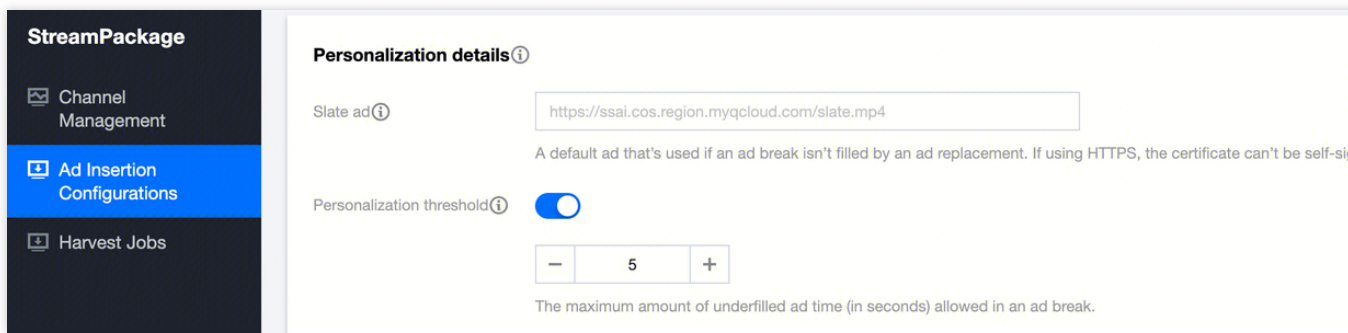 StreamPackage
Channel
Management
Ad Insertion
Configurations
Harvest Jobs
Personalization details
Slate ad
https://ssai.cos.region.myqcloud.com/slate.mp4
A default ad that's used if an ad break isn't filled by an ad replacement. If using HTTPS, the certificate can't be
Personalization threshold
− 5 +
The maximum amount of underfilled ad time (in seconds) allowed in an ad break.